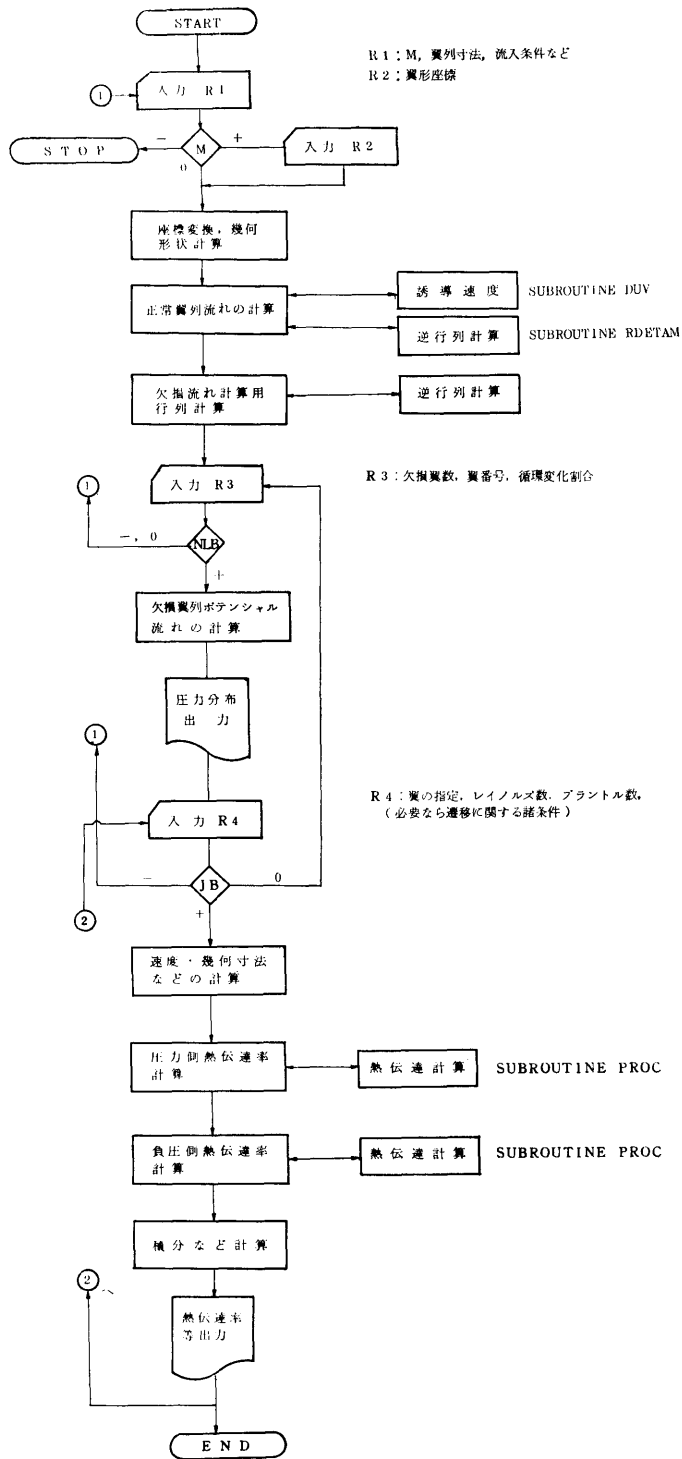 START
R1:M, 翼列寸法, 流入条件など
R2:翼形座標
1
入力 R1
−
M
+
0
STOP
入力 R2
座標変換, 幾何
形状計算
正常翼列流れの計算
誘導速度
SUBROUTINE DUV
逆行列計算
SUBROUTINE RDETAM
欠損流れ計算用
行列計算
逆行列計算
1
入力 R3
R3:欠損翼数, 翼番号, 循環変化割合
−, 0
NLB
+
欠損翼列ポテンシャル
流れの計算
圧力分布
出力
1
R4:翼の指定, レイノルズ数, プラントル数,
(必要なら遷移に関する諸条件)
入力 R4
−
JB
0
+
2
速度・幾何寸法
などの計算
圧力側熱伝達率
計算
熱伝達計算
SUBROUTINE PROC
負圧側熱伝達率
計算
熱伝達計算
SUBROUTINE PROC
積分など計算
2
熱伝達率
等出力
END